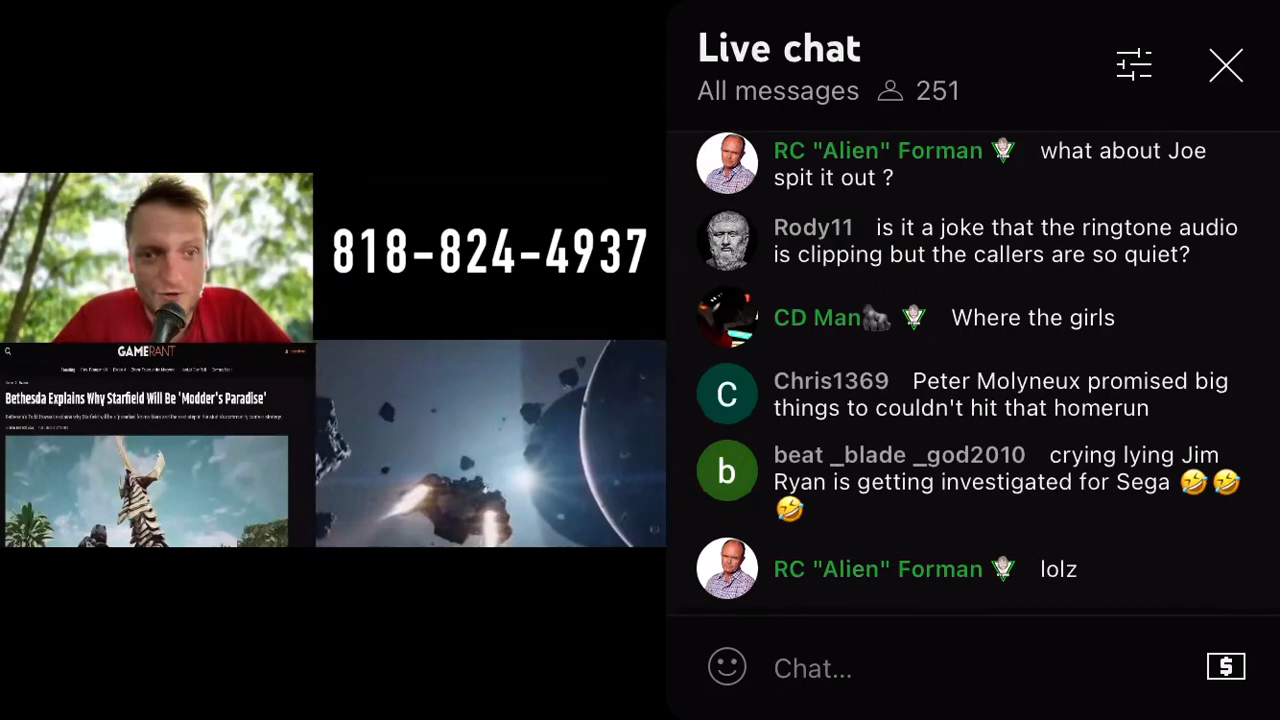 818-824-4937
GAMERANT
Bethesda Explains Why Starfield Will Be 'Modder's Paradise'
Live chat
All messages 251
RC "Alien" Forman what about Joe
spit it out ?
Rody11 is it a joke that the ringtone audio
is clipping but the callers are so quiet?
CD Man Where the girls
C
Chris1369 Peter Molyneux promised big
things to couldn't hit that homerun
b
beat _blade _god2010 crying lying Jim
Ryan is getting investigated for Sega 🤣🤣
🤣
RC "Alien" Forman lolz
Chat...
$